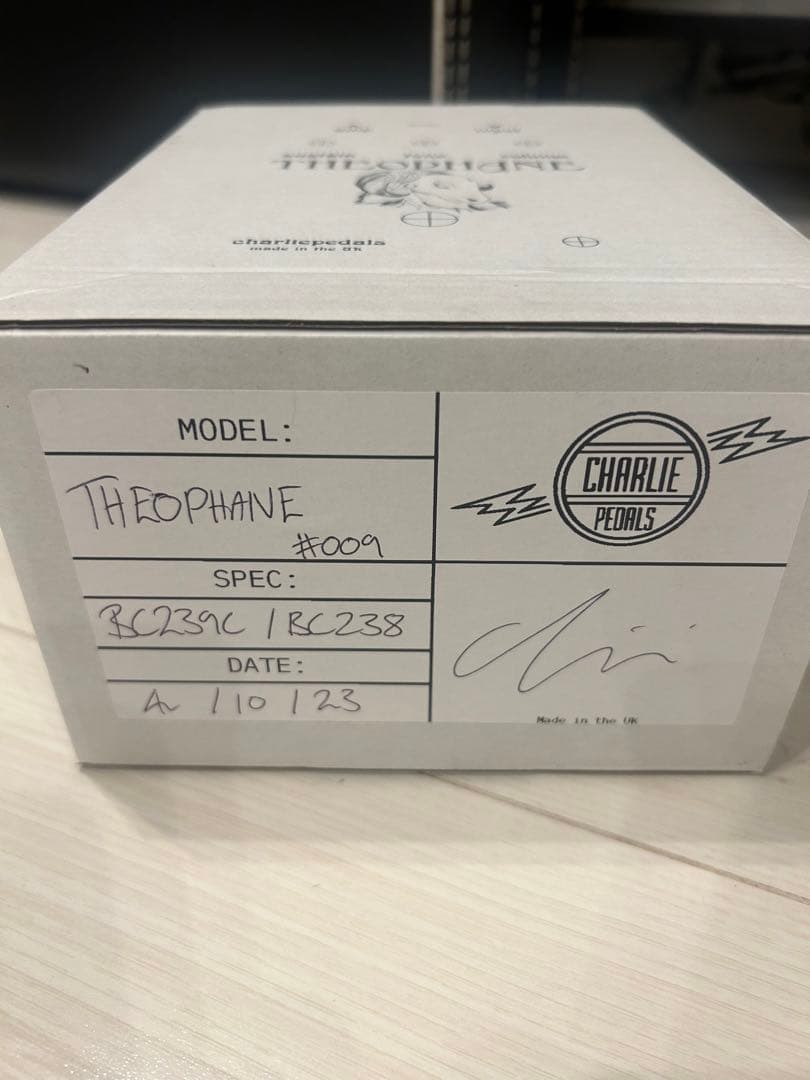 THEOPHANE
charliepedals
made in the UK
MODEL:
THEOPHANE
#009
SPEC:
BC239C / BC238
DATE:
/ 10 / 23
CHARLIE
PEDALS
Made in the UK